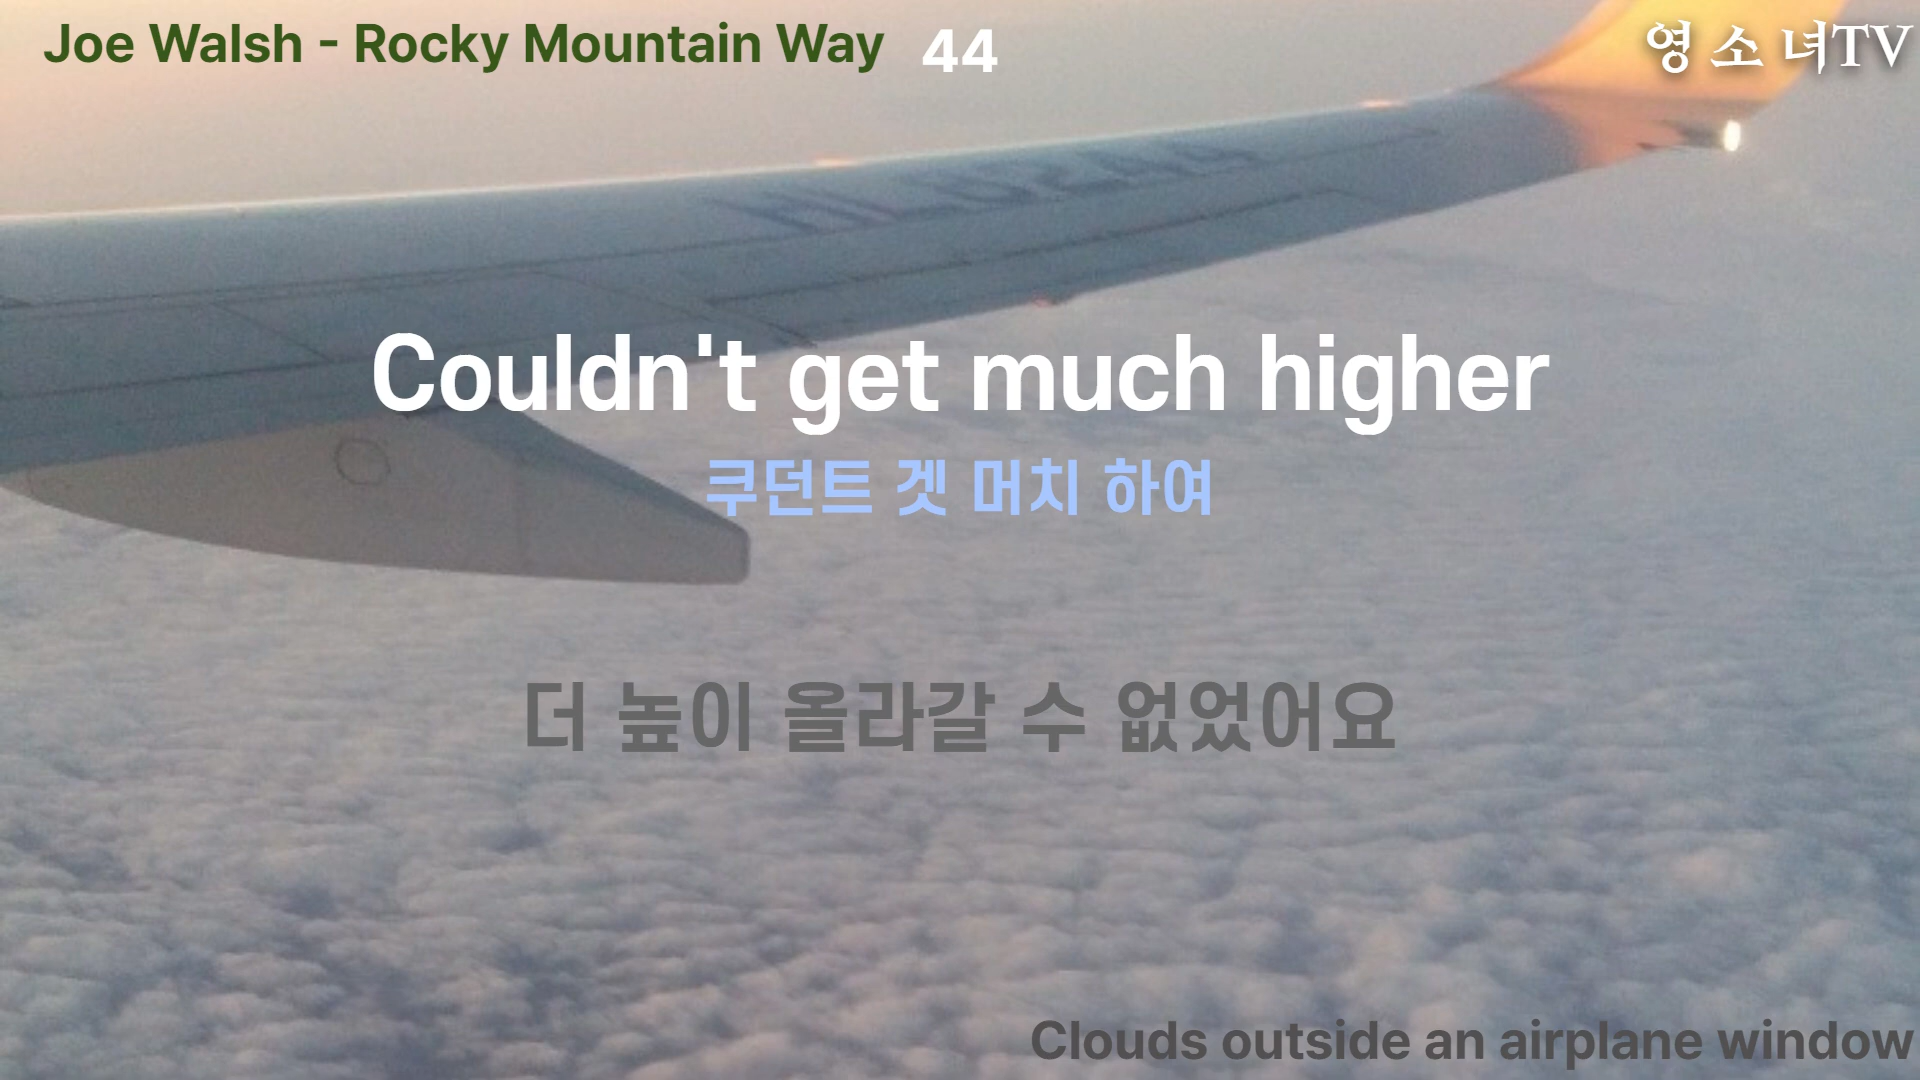 Joe Walsh - Rocky Mountain Way 44
영 소 녀TV
Couldn't get much higher
쿠던트 겟 머치 하여
더 높이 올라갈 수 없었어요
Clouds outside an airplane window